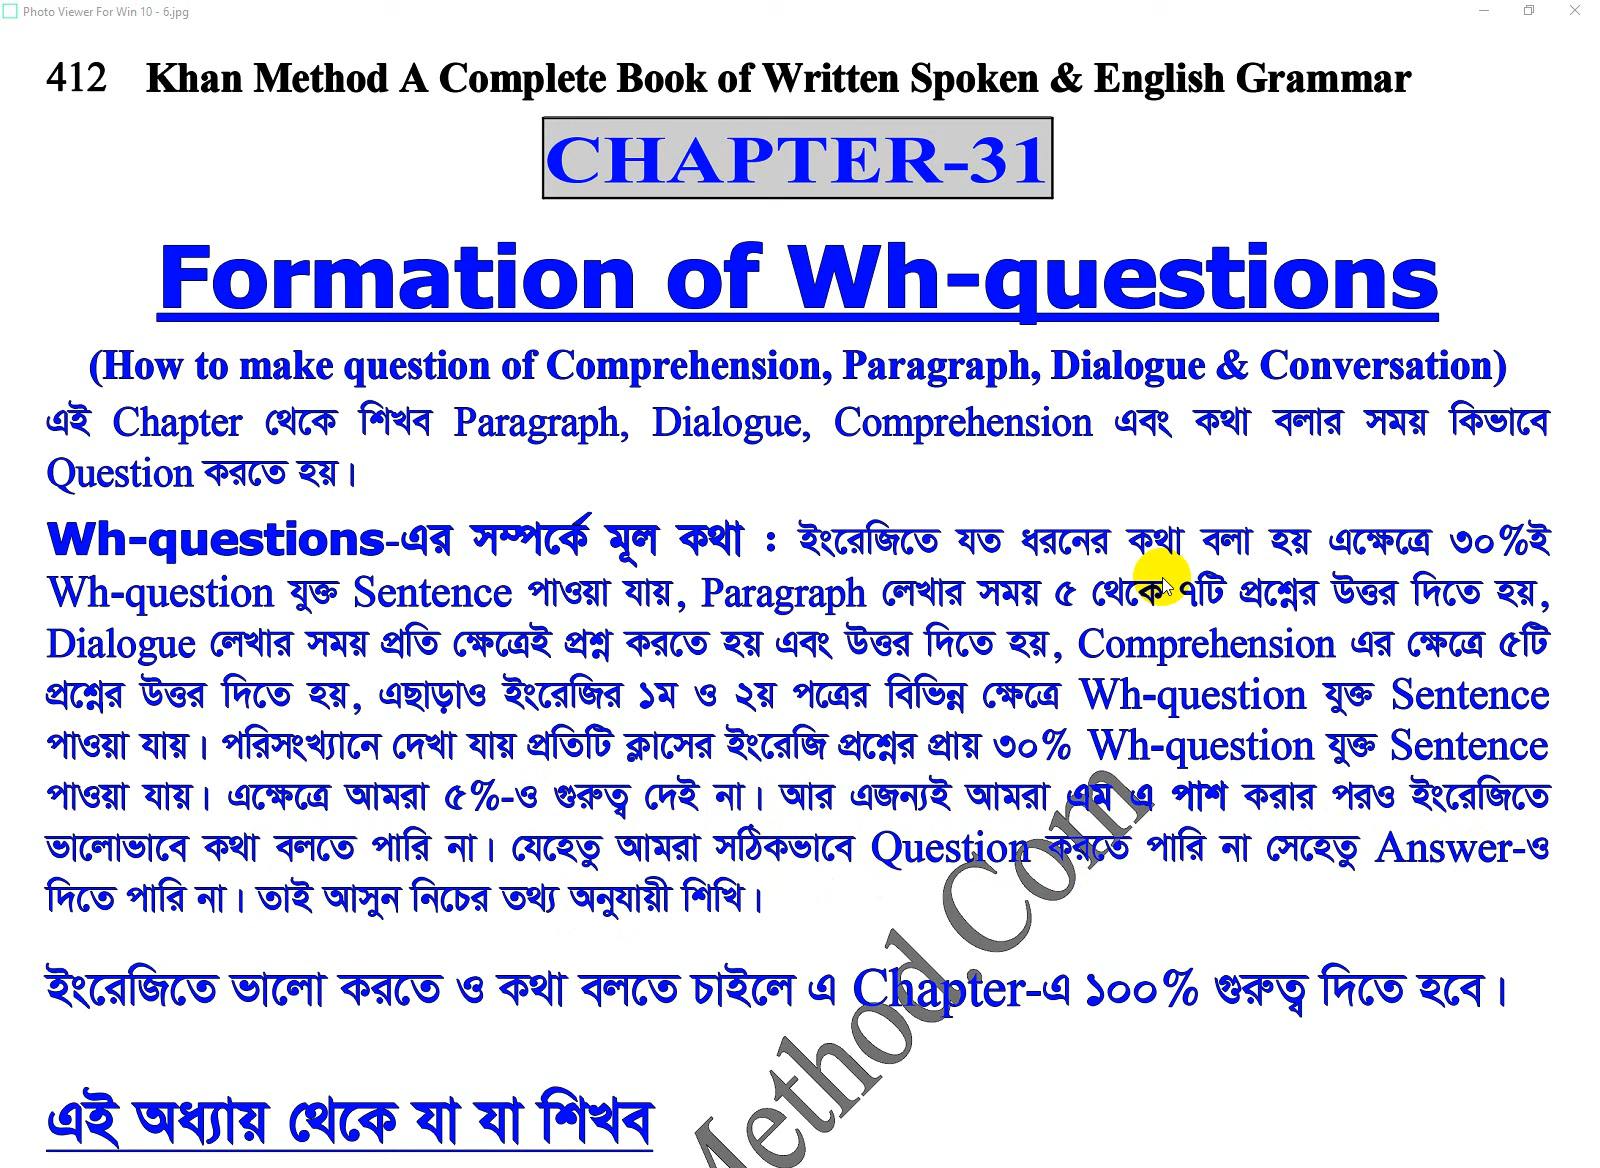 Photo Viewer For Win 10 - 6.jpg
412 Khan Method A Complete Book of Written Spoken & English Grammar
CHAPTER-31
Formation of Wh-questions
(How to make question of Comprehension, Paragraph, Dialogue & Conversation)
এই Chapter থেকে শিখব Paragraph, Dialogue, Comprehension এবং কথা বলার সময় কিভাবে
Question করতে হয়।
Wh-questions-এর সম্পর্কে মূল কথা : ইংরেজিতে যত ধরনের কথা বলা হয় এক্ষেত্রে ৩০%ই
Wh-question যুক্ত Sentence পাওয়া যায়, Paragraph লেখার সময় ৫ থেকে ৭টি প্রশ্নের উত্তর দিতে হয়,
Dialogue লেখার সময় প্রতি ক্ষেত্রেই প্রশ্ন করতে হয় এবং উত্তর দিতে হয়, Comprehension এর ক্ষেত্রে ৫টি
প্রশ্নের উত্তর দিতে হয়, এছাড়াও ইংরেজির ১ম ও ২য় পত্রের বিভিন্ন ক্ষেত্রে Wh-question যুক্ত Sentence
পাওয়া যায়। পরিসংখ্যানে দেখা যায় প্রতিটি ক্লাসের ইংরেজি প্রশ্নের প্রায় ৩০% Wh-question যুক্ত Sentence
পাওয়া যায়। এক্ষেত্রে আমরা ৫%-ও গুরুত্ব দেই না। আর এজন্যই আমরা এম এ পাশ করার পরও ইংরেজিতে
ভালোভাবে কথা বলতে পারি না। যেহেতু আমরা সঠিকভাবে Question করতে পারি না সেহেতু Answer-ও
দিতে পারি না। তাই আসুন নিচের তথ্য অনুযায়ী শিখি।
ইংরেজিতে ভালো করতে ও কথা বলতে চাইলে এ Chapter-এ ১০০% গুরুত্ব দিতে হবে।
এই অধ্যায় থেকে যা যা শিখব
Method.Com